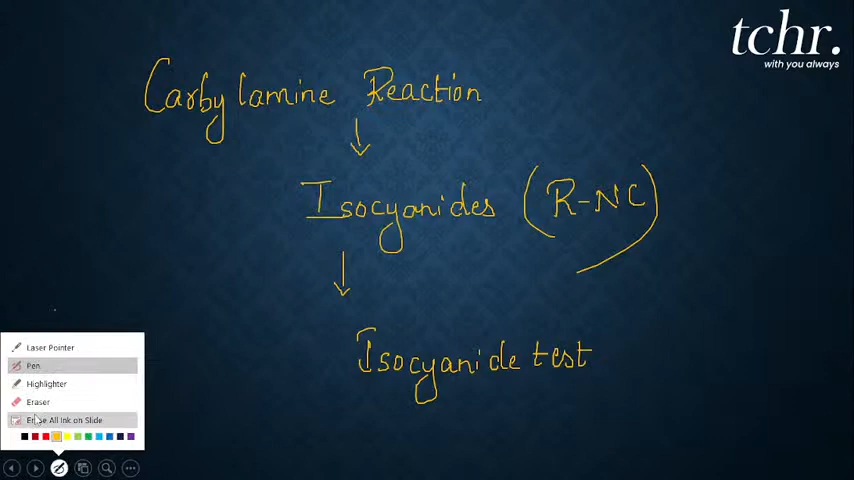 tchr.
with you always
Carbylamine Reaction
Isocyanides (R-NC)
Isocyanide test
Laser Pointer
Pen
Highlighter
Eraser
Erase All Ink on Slide